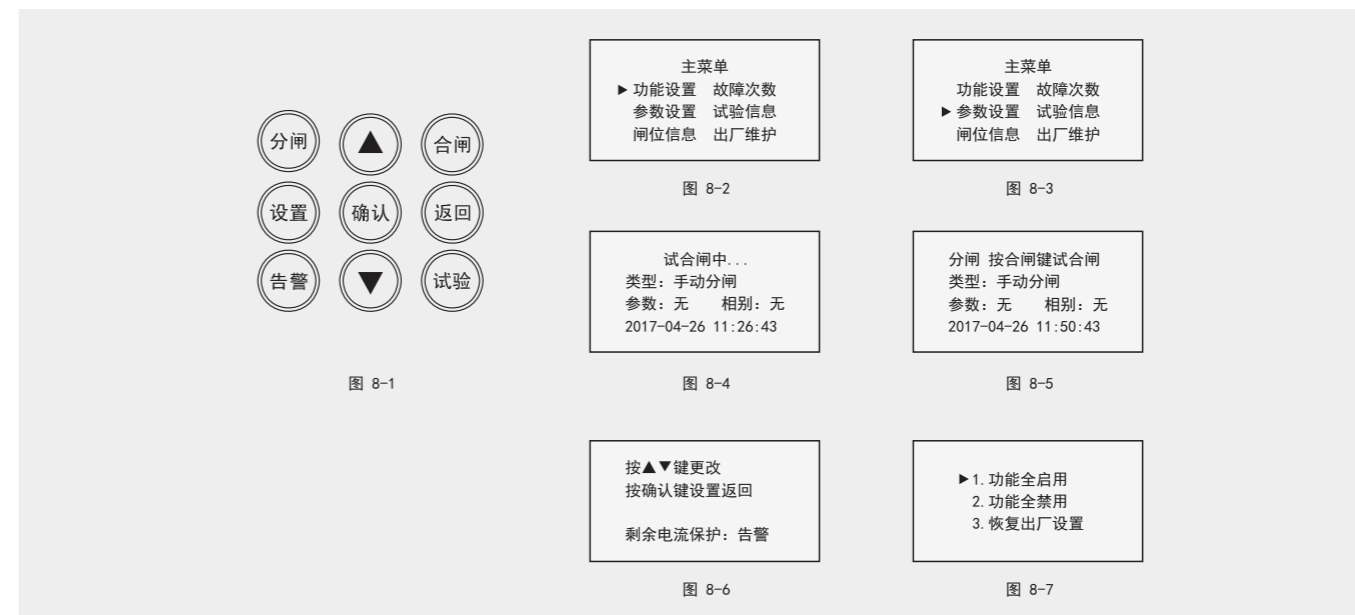 分闸 ▲ 合闸
设置 确认 返回
告警 ▼ 试验
图 8-1
主菜单
▶功能设置 故障次数
参数设置 试验信息
闸位信息 出厂维护
图 8-2
主菜单
功能设置 故障次数
▶参数设置 试验信息
闸位信息 出厂维护
图 8-3
试合闸中...
类型：手动分闸
参数：无 相别：无
2017-04-26 11:26:43
图 8-4
分闸 按合闸键试合闸
类型：手动分闸
参数：无 相别：无
2017-04-26 11:50:43
图 8-5
按▲▼键更改
按确认键设置返回
剩余电流保护：告警
图 8-6
▶1.功能全启用
2.功能全禁用
3.恢复出厂设置
图 8-7